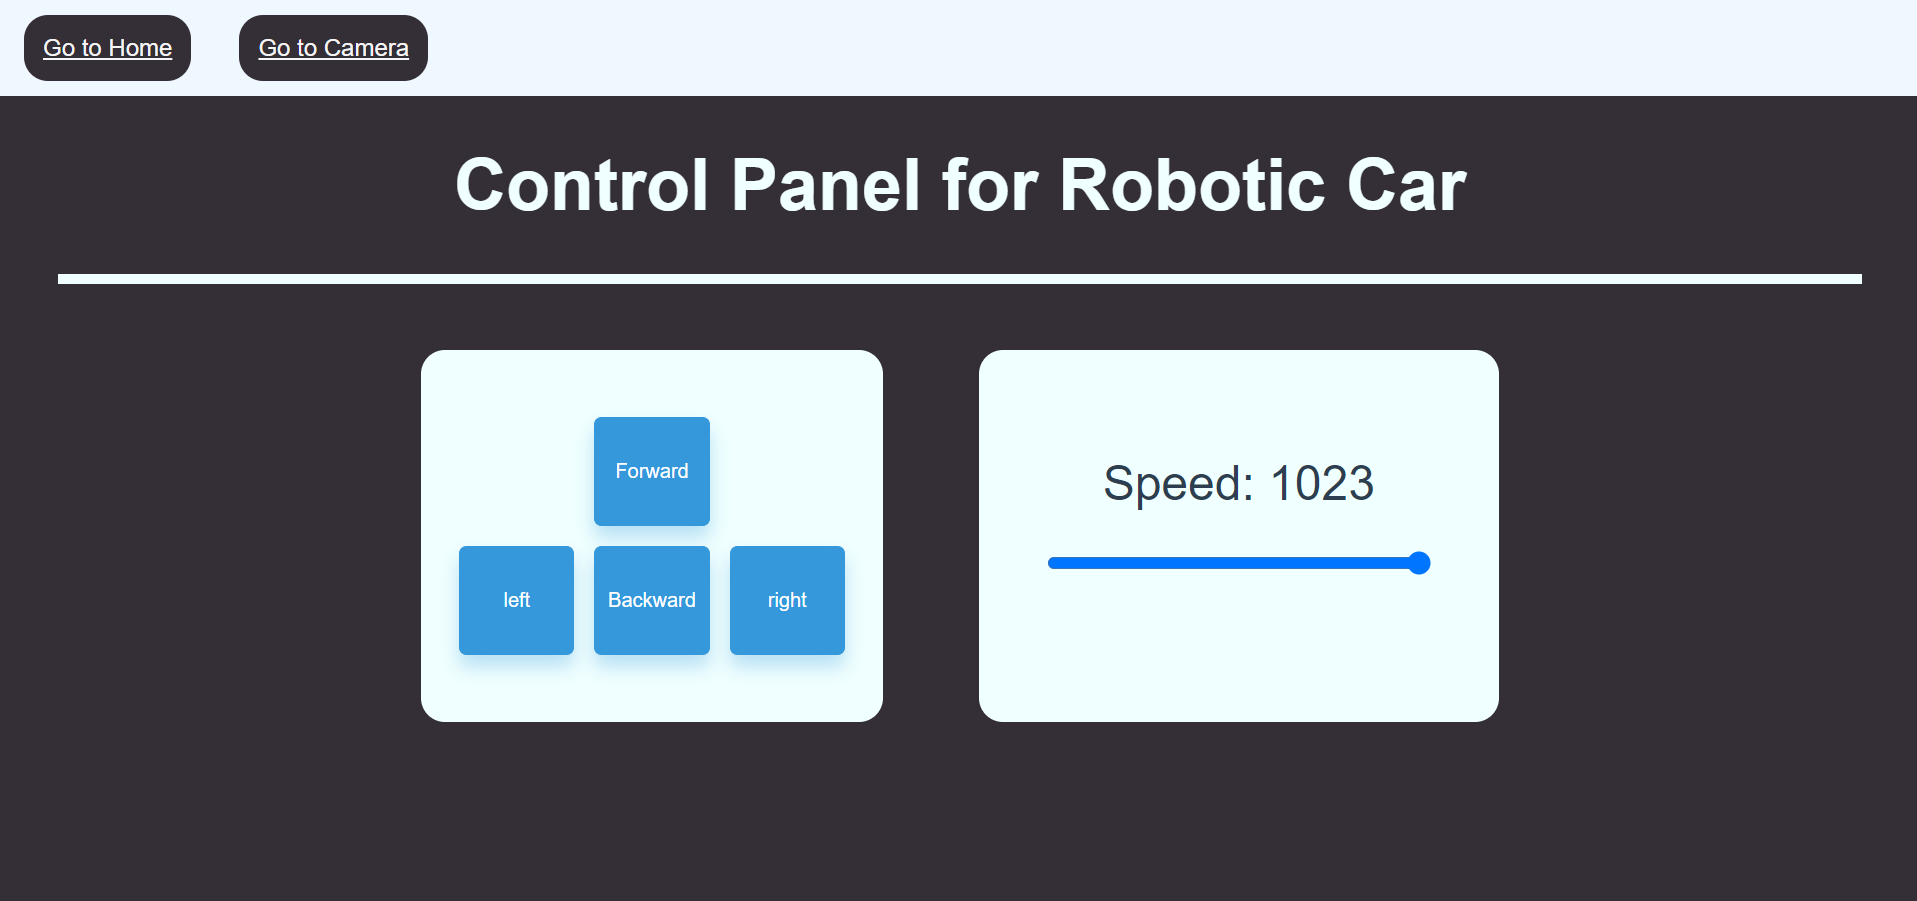 Go to Home
Go to Camera
Control Panel for Robotic Car
Forward
left
Backward
right
Speed: 1023